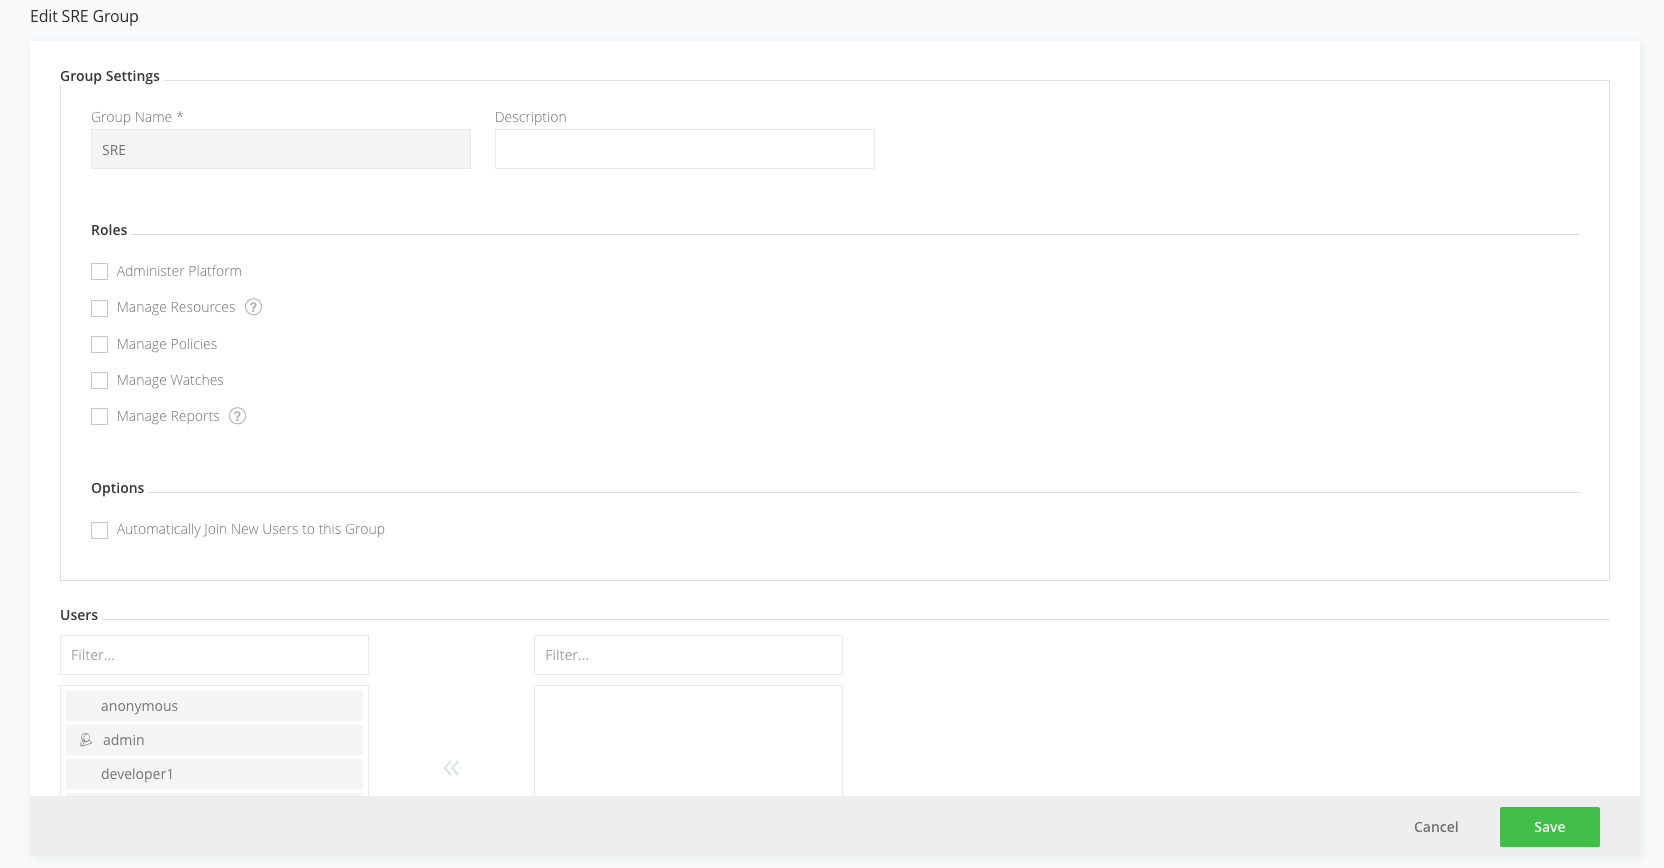 Edit SRE Group
Group Settings
Group Name *
Description
SRE
Roles
Administer Platform
Manage Resources ?
Manage Policies
Manage Watches
Manage Reports ?
Options
Automatically Join New Users to this Group
Users
Filter...
Filter...
anonymous
admin
developer1
Cancel
Save